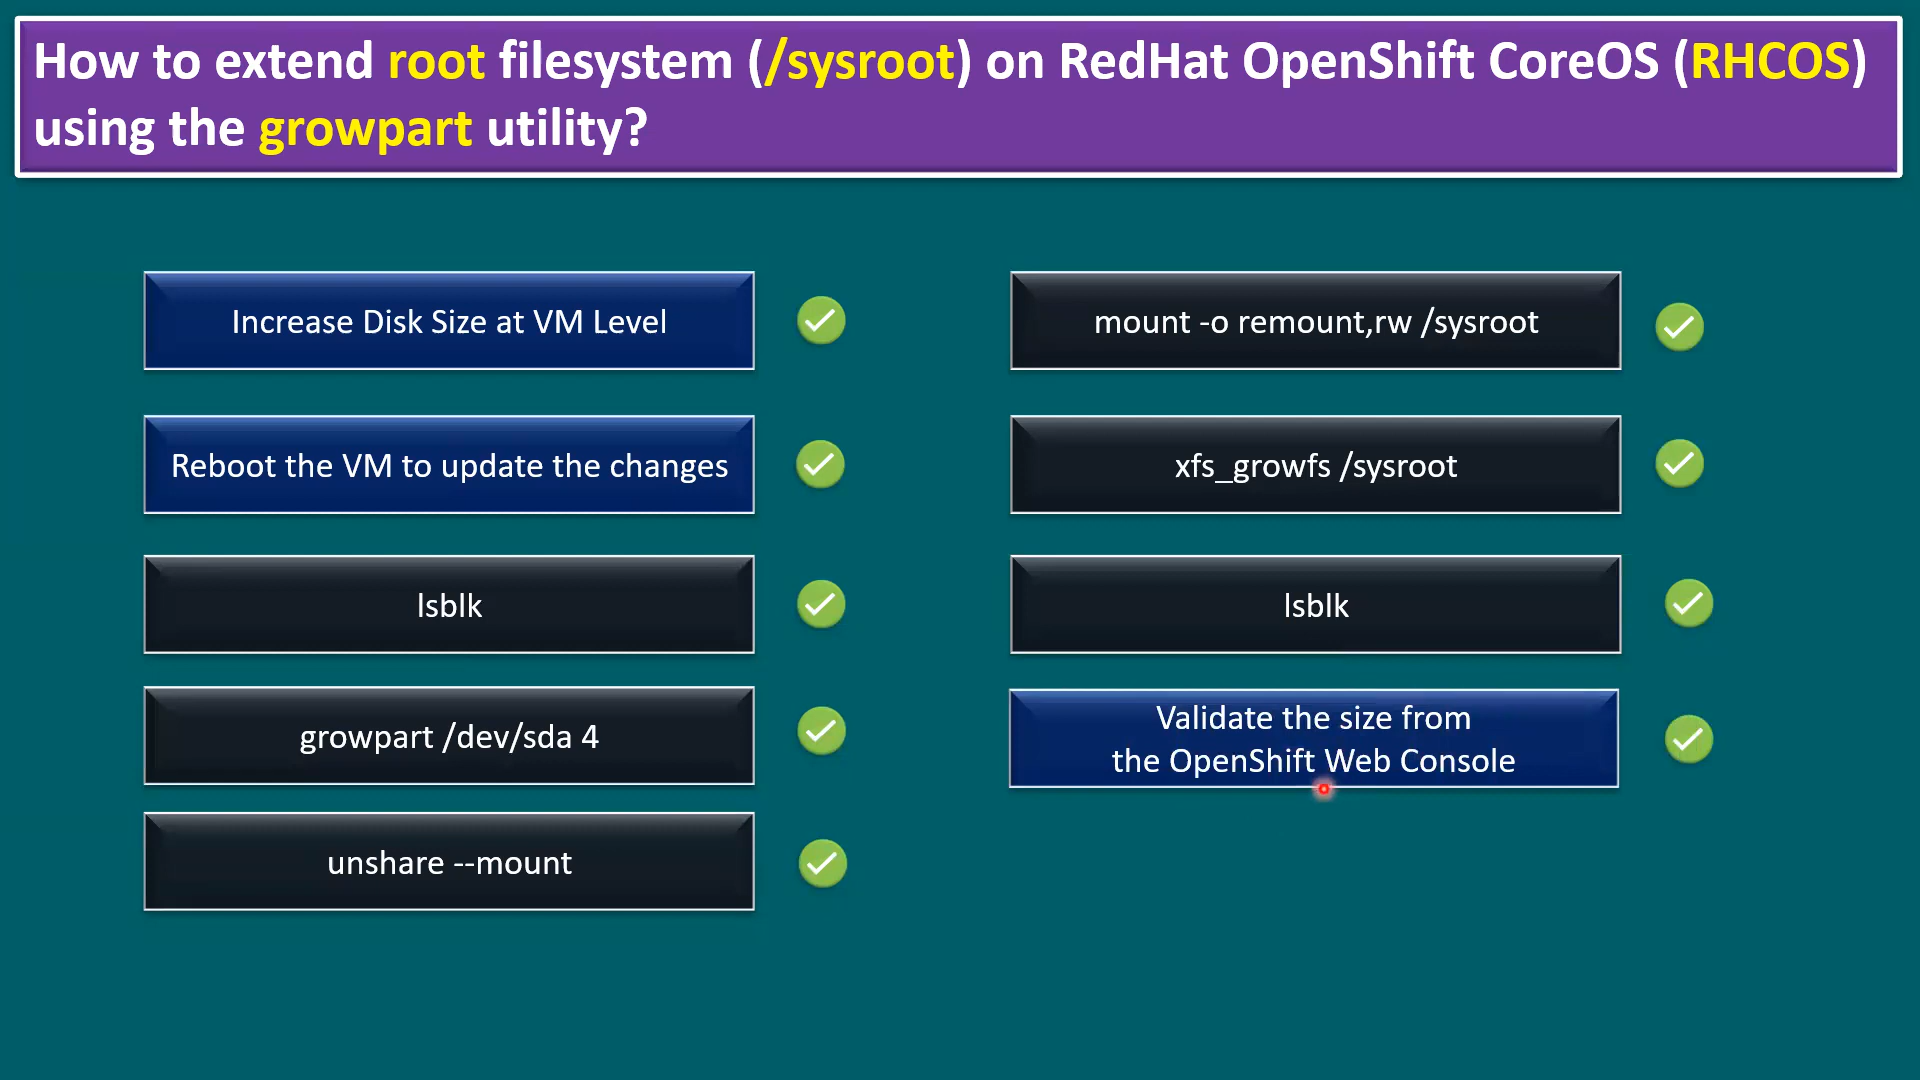 How to extend root filesystem (/sysroot) on RedHat OpenShift CoreOS (RHCOS)
using the growpart utility?
Increase Disk Size at VM Level
Reboot the VM to update the changes
lsblk
growpart /dev/sda 4
unshare --mount
mount -o remount,rw /sysroot
xfs_growfs /sysroot
lsblk
Validate the size from
the OpenShift Web Console